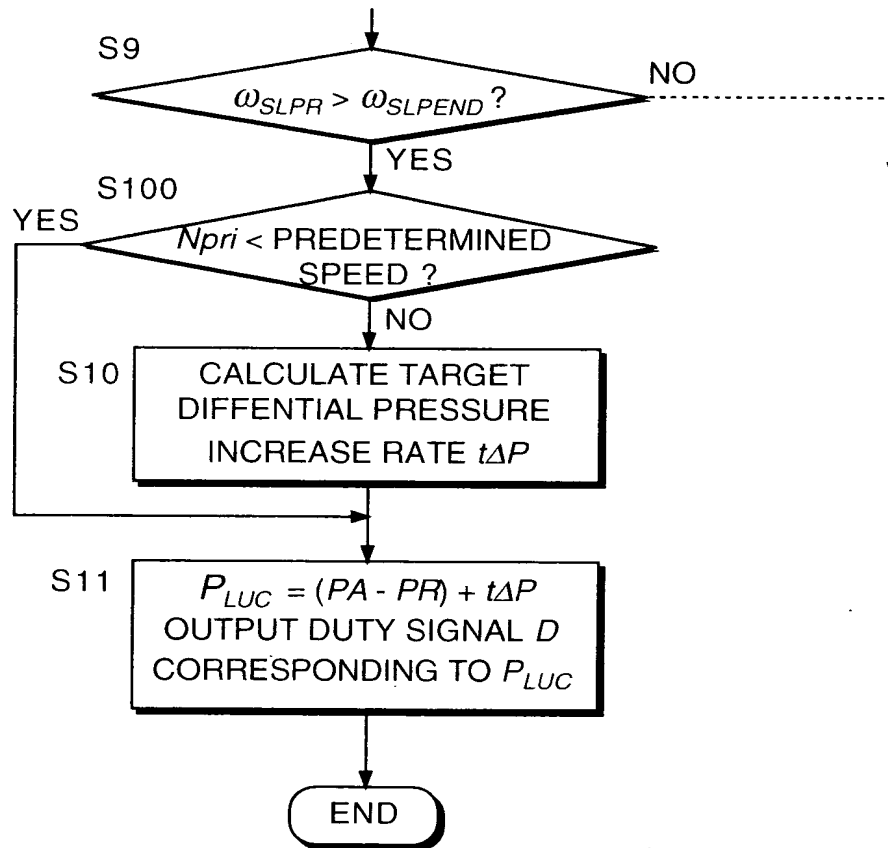 S9
ω_SLPR > ω_SLPEND ?
NO
YES
S100
YES
Npri < PREDETERMINED
SPEED ?
NO
S10
CALCULATE TARGET
DIFFENTIAL PRESSURE
INCREASE RATE tΔP
S11
P_LUC = (PA - PR) + tΔP
OUTPUT DUTY SIGNAL D
CORRESPONDING TO P_LUC
END